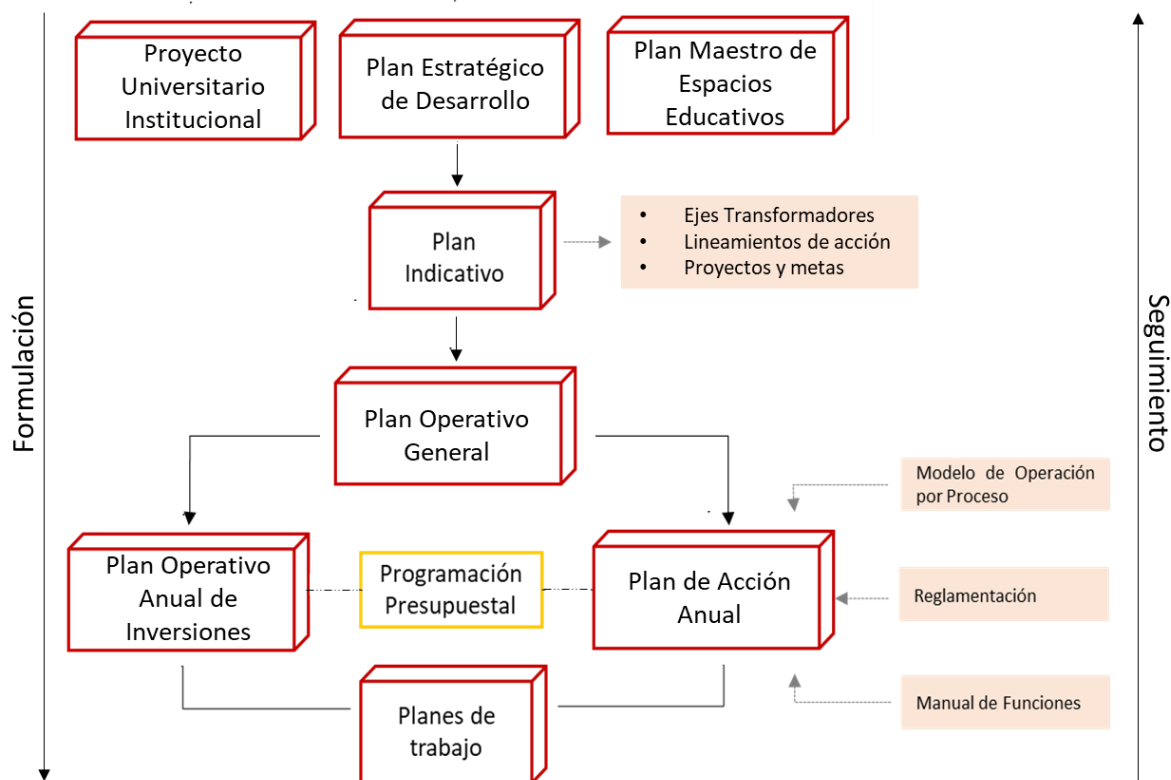 Proyecto
Universitario
Institucional
Plan Estratégico
de Desarrollo
Plan Maestro de
Espacios
Educativos
Plan
Indicativo
• Ejes Transformadores
• Lineamientos de acción
• Proyectos y metas
Formulación
Seguimiento
Plan Operativo
General
Modelo de Operación
por Proceso
Plan Operativo
Anual de
Inversiones
Programación
Presupuestal
Plan de Acción
Anual
Reglamentación
Planes de
trabajo
Manual de Funciones